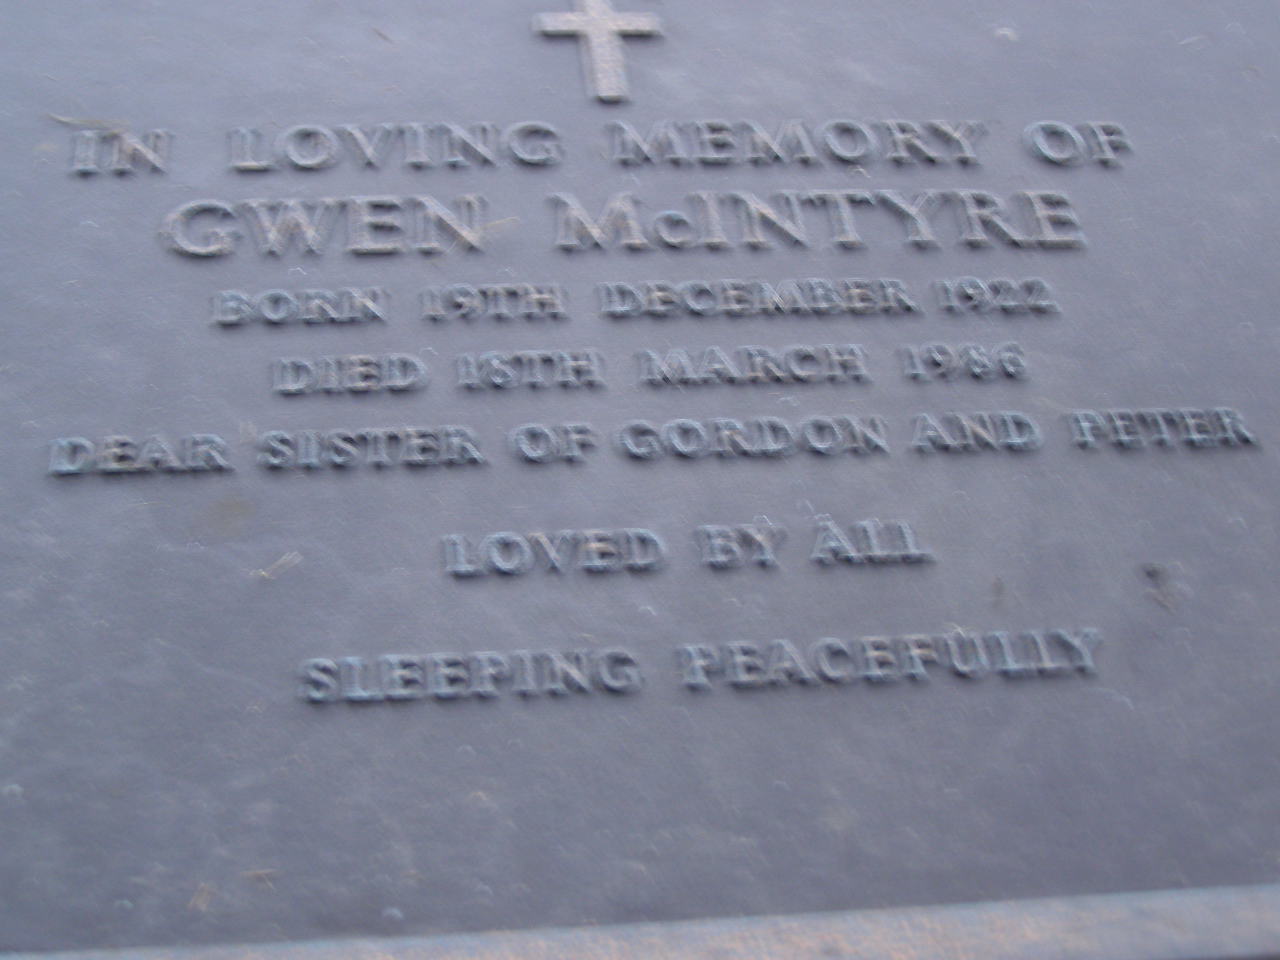 IN LOVING MEMORY OF
GWEN McINTYRE
BORN 19TH DECEMBER 1922
DIED 18TH MARCH 1986
DEAR SISTER OF GORDON AND PETER
LOVED BY ALL
SLEEPING PEACEFULLY